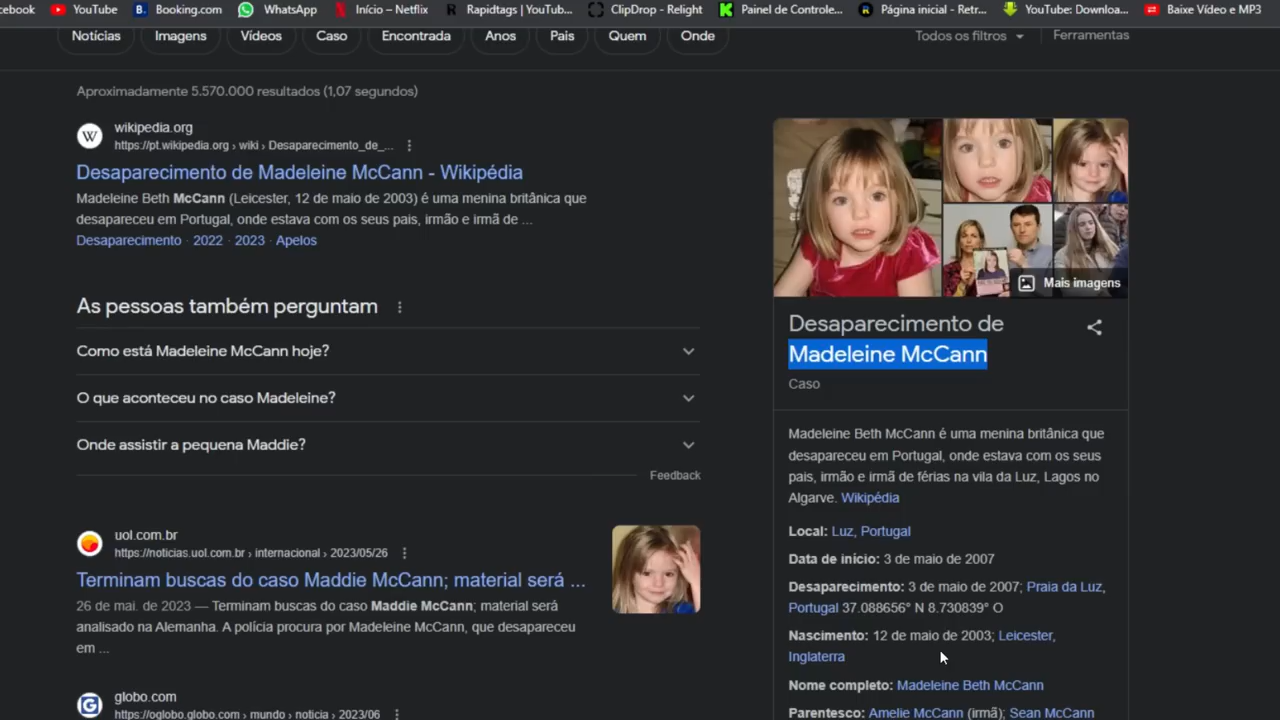 cebook YouTube Booking.com WhatsApp Início – Netflix Rapidtags | YouTub... ClipDrop - Relight Painel de Controle... Página inicial - Retr... YouTube: Downloa... Baixe Vídeo e MP3
Notícias Imagens Vídeos Caso Encontrada Anos Pais Quem Onde Todos os filtros Ferramentas
Aproximadamente 5.570.000 resultados (1,07 segundos)
wikipedia.org
https://pt.wikipedia.org › wiki › Desaparecimento_de_...
Desaparecimento de Madeleine McCann - Wikipédia
Madeleine Beth McCann (Leicester, 12 de maio de 2003) é uma menina britânica que
desapareceu em Portugal, onde estava com os seus pais, irmão e irmã de ...
Desaparecimento · 2022 · 2023 · Apelos
As pessoas também perguntam
Como está Madeleine McCann hoje?
O que aconteceu no caso Madeleine?
Onde assistir a pequena Maddie?
Feedback
uol.com.br
https://noticias.uol.com.br › internacional › 2023/05/26
Terminam buscas do caso Maddie McCann; material será ...
26 de mai. de 2023 — Terminam buscas do caso Maddie McCann; material será
analisado na Alemanha. A polícia procura por Madeleine McCann, que desapareceu
em ...
globo.com
https://oglobo.globo.com › mundo › noticia › 2023/06
Mais imagens
Desaparecimento de
Madeleine McCann
Caso
Madeleine Beth McCann é uma menina britânica que
desapareceu em Portugal, onde estava com os seus
pais, irmão e irmã de férias na vila da Luz, Lagos no
Algarve. Wikipédia
Local: Luz, Portugal
Data de início: 3 de maio de 2007
Desaparecimento: 3 de maio de 2007; Praia da Luz,
Portugal 37.088656° N 8.730839° O
Nascimento: 12 de maio de 2003; Leicester,
Inglaterra
Nome completo: Madeleine Beth McCann
Parentesco: Amelie McCann (irmã); Sean McCann